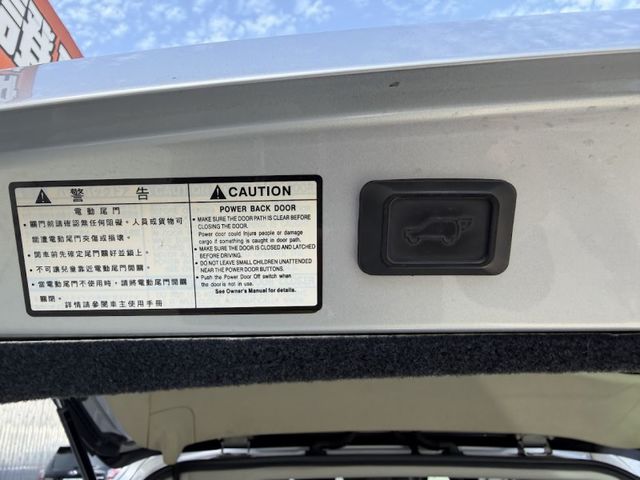 警 告
電動尾門
• 關門前請確認無任何阻礙。人員或貨物可
能遭電動尾門夾傷或損壞。
• 開車前先確定尾門關好並鎖上。
• 不可讓兒童靠近電動尾門開關。
• 當電動尾門不使用時，請將電動尾門開關
關閉。
詳情請參閱車主使用手冊
CAUTION
POWER BACK DOOR
• MAKE SURE THE DOOR PATH IS CLEAR BEFORE
CLOSING THE DOOR.
Power door could injure people or damage
cargo if something is caught in door path.
• MAKE SURE THE DOOR IS CLOSED AND LATCHED
BEFORE DRIVING.
• DO NOT LEAVE SMALL CHILDREN UNATTENDED
NEAR THE POWER DOOR BUTTONS.
• Push the Power Door Off switch when
the door is not in use.
See Owner's Manual for details.